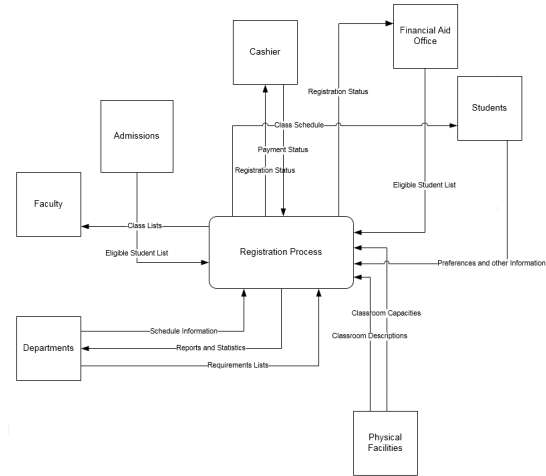 Financial Aid
Office
Cashier
Registration Status
Students
Class Schedule
Admissions
Payment Status
Registration Status
Eligible Student List
Faculty
Class Lists
Eligible Student List
Registration Process
Preferences and other Information
Classroom Capacities
Schedule Information
Classroom Descriptions
Departments
Reports and Statistics
Requirements Lists
Physical
Facilities